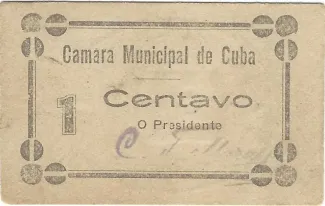 Camara Municipal de Cuba
1 Centavo
O Presidente